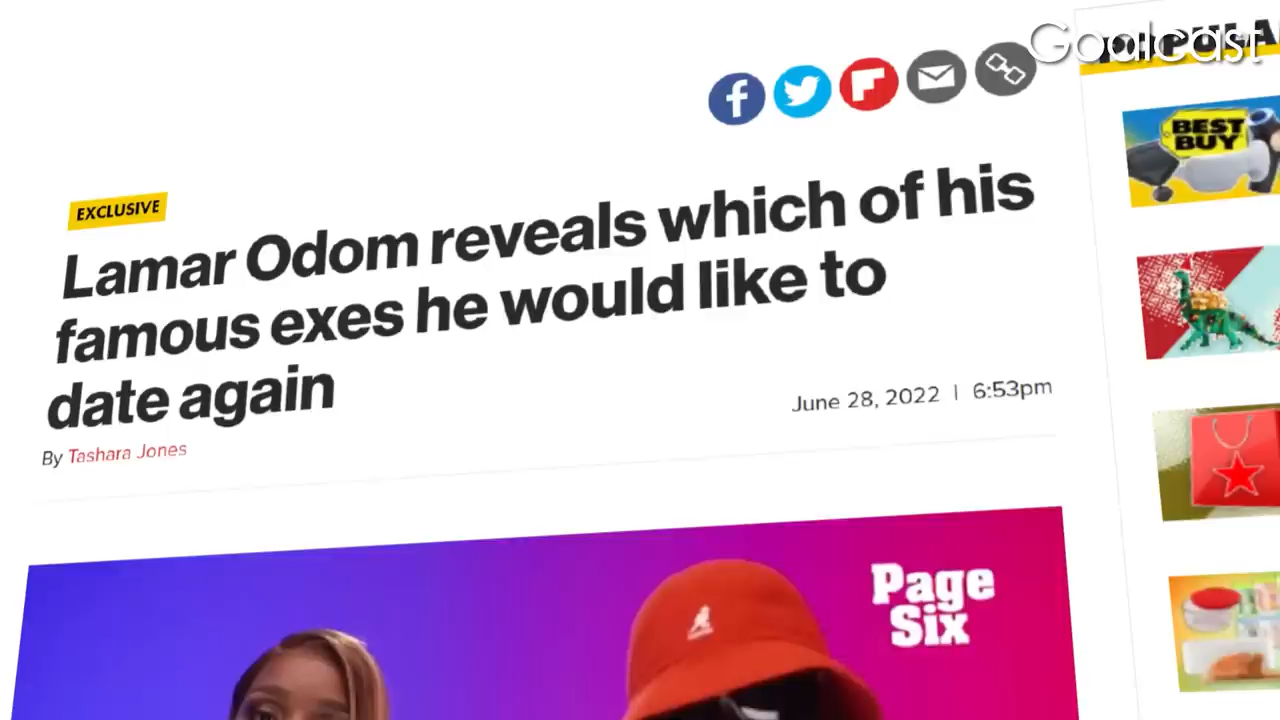 Goalcast
EXCLUSIVE
Lamar Odom reveals which of his
famous exes he would like to
date again
By Tashara Jones
June 28, 2022 | 6:53pm
Page
Six
BEST
BUY